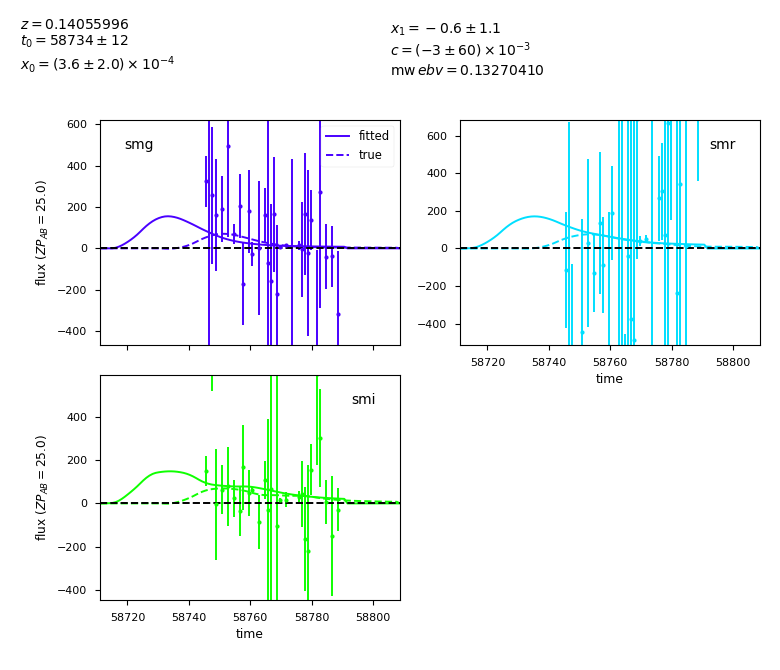 z = 0.14055996
t₀ = 58734 ± 12
x₀ = (3.6 ± 2.0) × 10⁻⁴
x₁ = −0.6 ± 1.1
c = (−3 ± 60) × 10⁻³
mw ebv = 0.13270410
smg
fitted
true
600
400
200
0
−200
−400
flux (ZP_AB = 25.0)
smr
600
400
200
0
−200
−400
58720 58740 58760 58780 58800
time
smi
400
200
0
−200
−400
flux (ZP_AB = 25.0)
58720 58740 58760 58780 58800
time